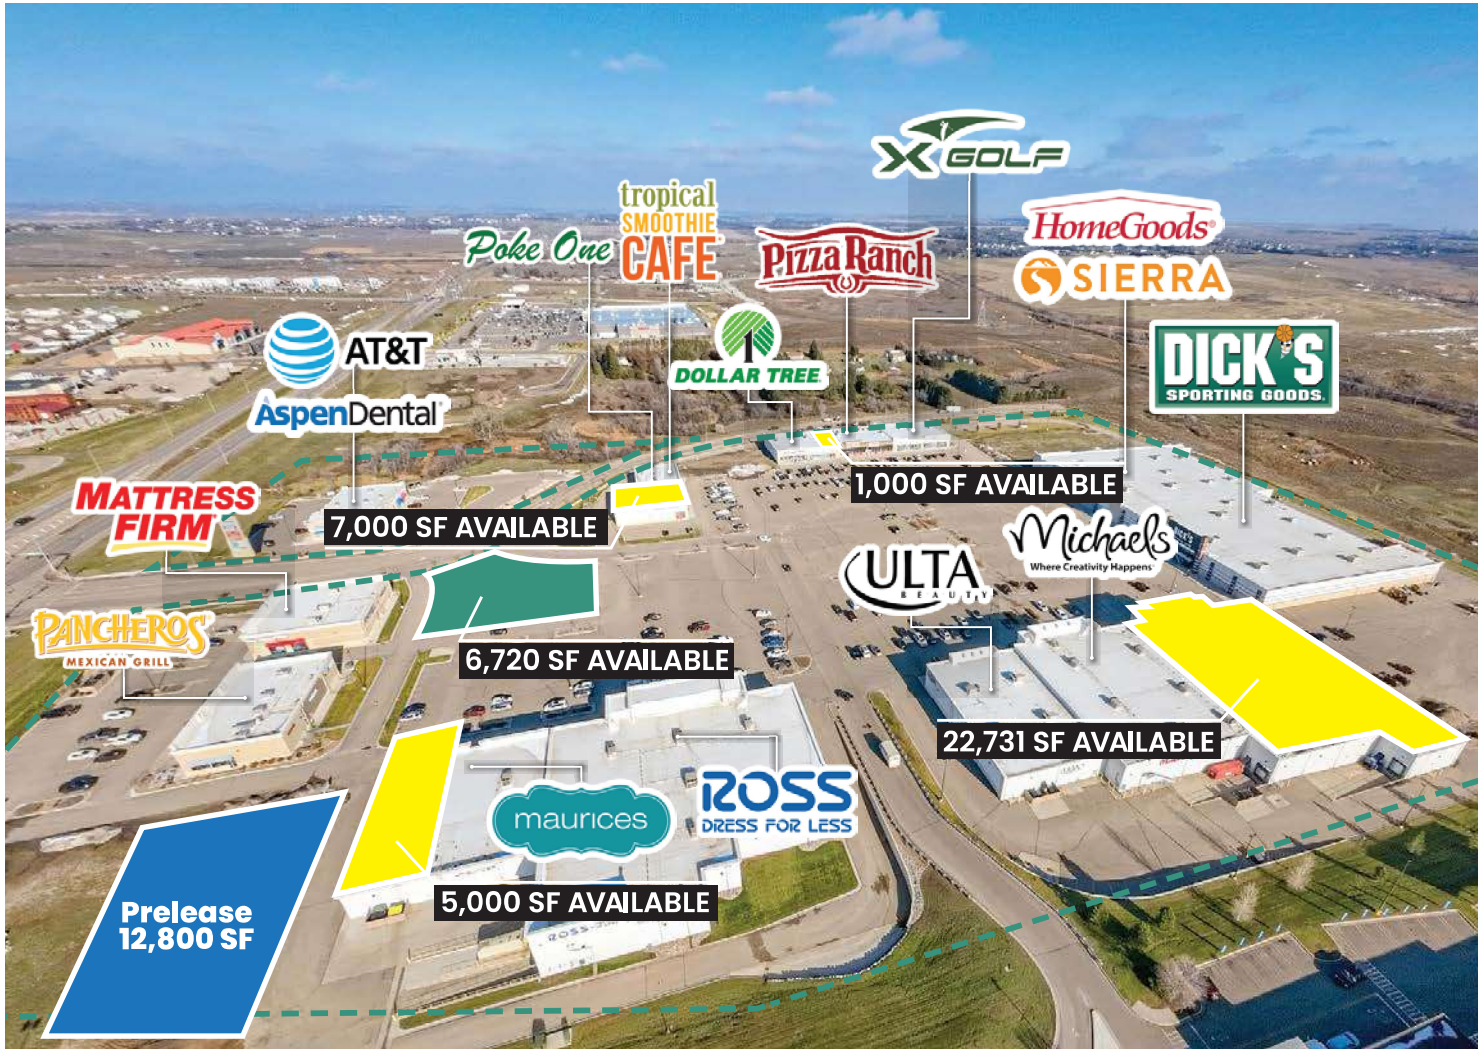 X GOLF
tropical
SMOOTHIE
CAFE
Poke One
Pizza Ranch
HomeGoods
SIERRA
AT&T
AspenDental
1
DOLLAR TREE
DICK'S
SPORTING GOODS
MATTRESS
FIRM
7,000 SF AVAILABLE
1,000 SF AVAILABLE
Michaels
Where Creativity Happens
ULTA
BEAUTY
DICK'S
PANCHEROS
MEXICAN GRILL
6,720 SF AVAILABLE
22,731 SF AVAILABLE
maurices
ROSS
DRESS FOR LESS
5,000 SF AVAILABLE
Prelease
12,800 SF
ROSS